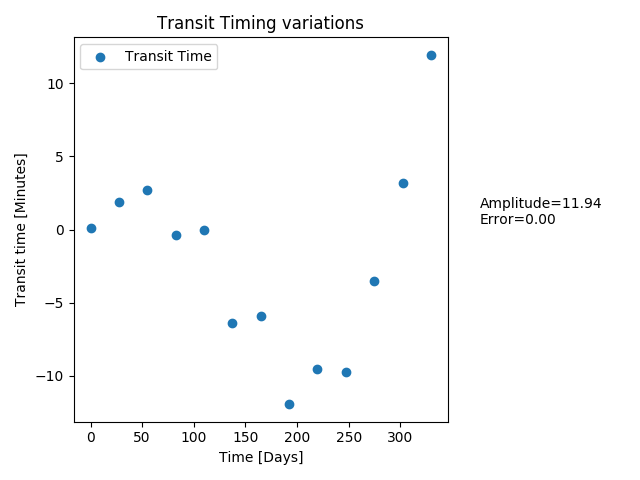 Transit Timing variations
Transit Time
10
5
0
−5
−10
Transit time [Minutes]
0
50
100
150
200
250
300
Time [Days]
Amplitude=11.94
Error=0.00